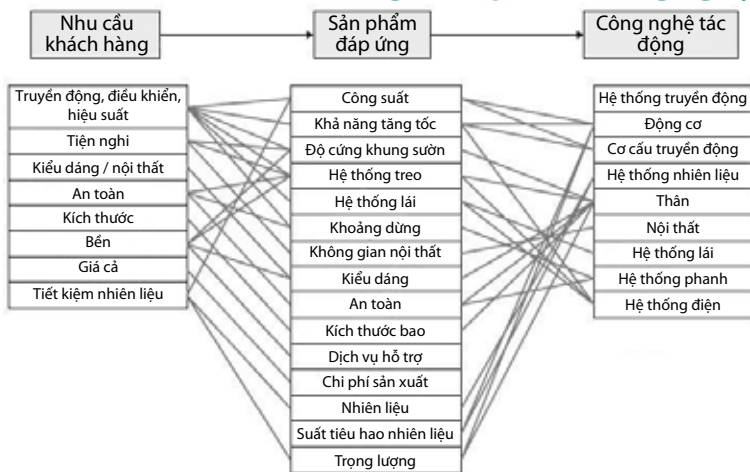 Nhu cầu
khách hàng
Sản phẩm
đáp ứng
Công nghệ tác
động
Truyền động, điều khiển,
hiệu suất
Tiện nghi
Kiểu dáng / nội thất
An toàn
Kích thước
Bền
Giá cả
Tiết kiệm nhiên liệu
Công suất
Khả năng tăng tốc
Độ cứng khung sườn
Hệ thống treo
Hệ thống lái
Khoảng dừng
Không gian nội thất
Kiểu dáng
An toàn
Kích thước bao
Dịch vụ hỗ trợ
Chi phí sản xuất
Nhiên liệu
Suất tiêu hao nhiên liệu
Trọng lượng
Hệ thống truyền động
Động cơ
Cơ cấu truyền động
Hệ thống nhiên liệu
Thân
Nội thất
Hệ thống lái
Hệ thống phanh
Hệ thống điện